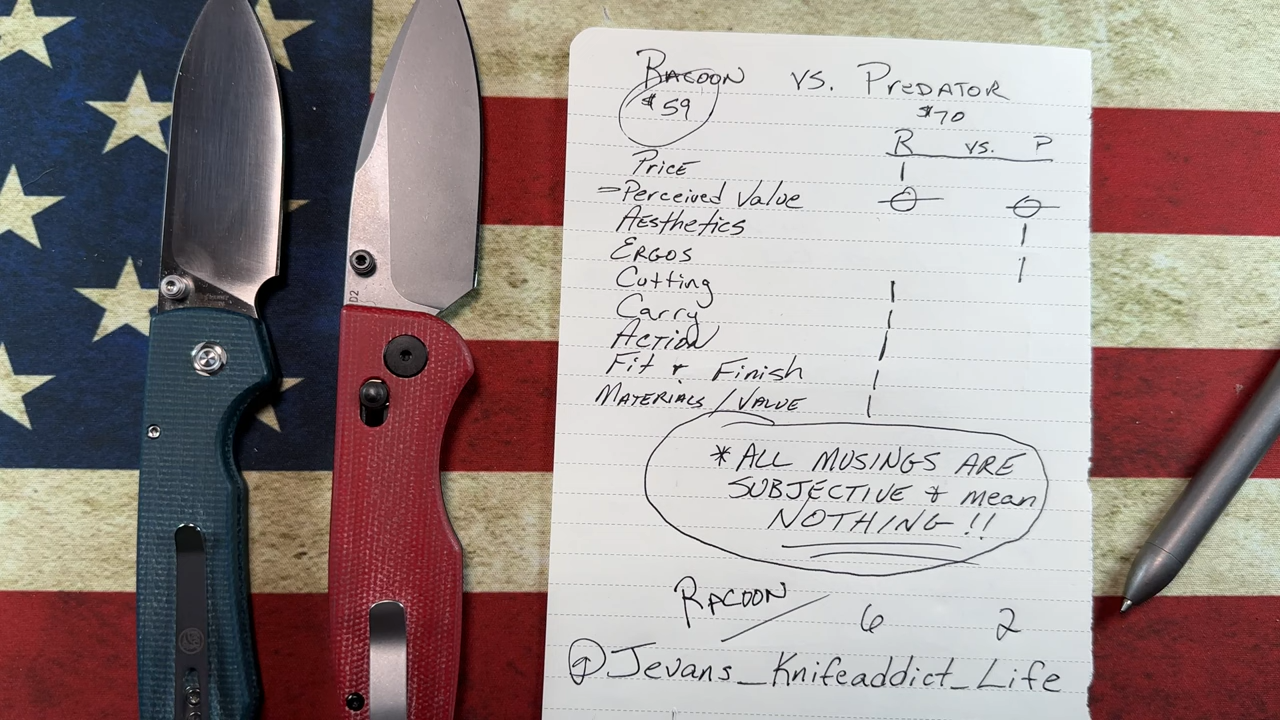 RACOON VS. PREDATOR
$59 $70
R VS. P
Price
=Perceived Value
Aesthetics
ERGOS
Cutting
Carry
ACTION
Fit + Finish
MATERIALS / VALUE
*ALL MUSINGS ARE
SUBJECTIVE & mean
NOTHING!!
RACOON 6 2
@Jevans_Knifeaddict_Life
D2